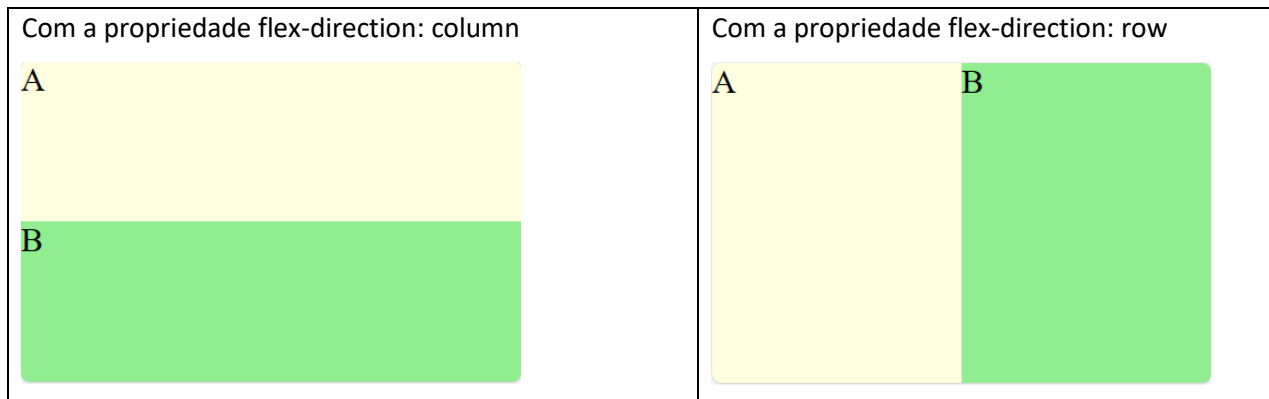 Com a propriedade flex-direction: column
A
B
Com a propriedade flex-direction: row
A
B